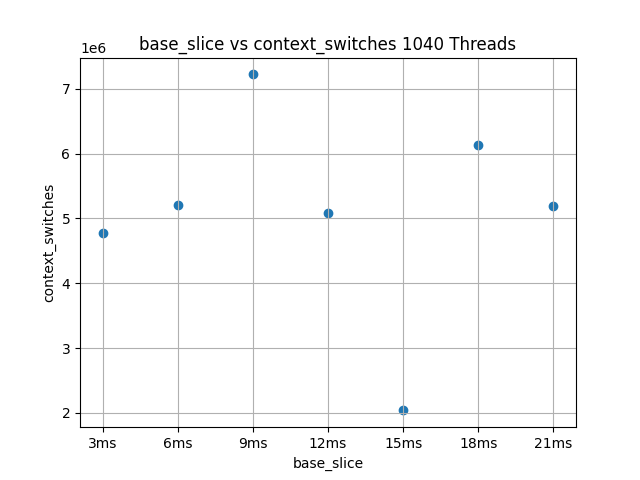 base_slice vs context_switches 1040 Threads
1e6
7
6
5
4
3
2
context_switches
3ms 6ms 9ms 12ms 15ms 18ms 21ms
base_slice